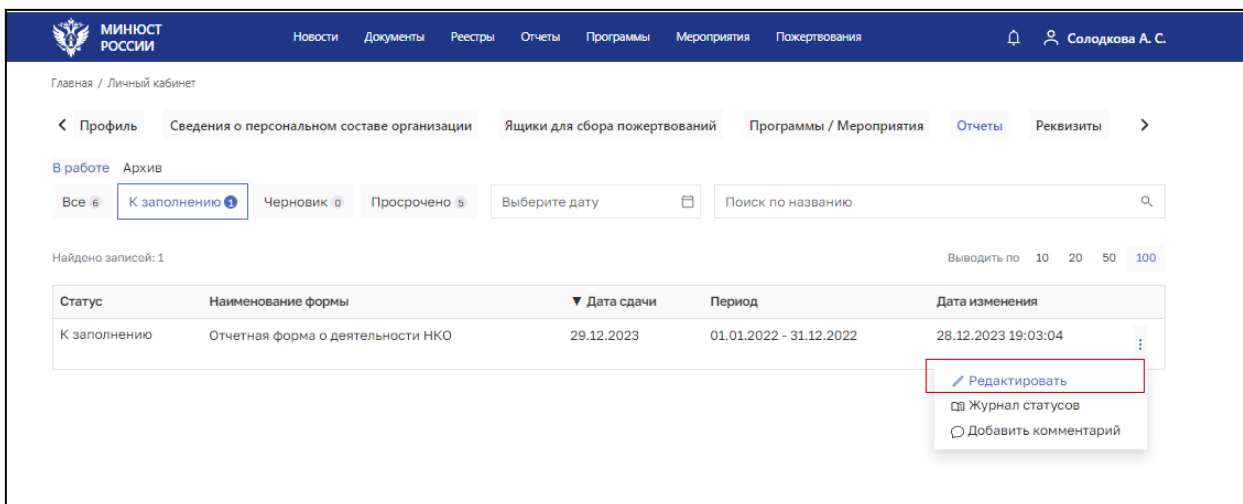 МИНЮСТ
РОССИИ
Новости Документы Реестры Отчеты Программы Мероприятия Пожертвования Солодкова А. С.
Главная / Личный кабинет
Профиль Сведения о персональном составе организации Ящики для сбора пожертвований Программы / Мероприятия Отчеты Реквизиты
В работе Архив
Все 6 К заполнению 1 Черновик 0 Просрочено 5 Выберите дату Поиск по названию
Найдено записей: 1 Выводить по 10 20 50 100
Статус Наименование формы ▼ Дата сдачи Период Дата изменения
К заполнению Отчетная форма о деятельности НКО 29.12.2023 01.01.2022 - 31.12.2022 28.12.2023 19:03:04
Редактировать
Журнал статусов
Добавить комментарий